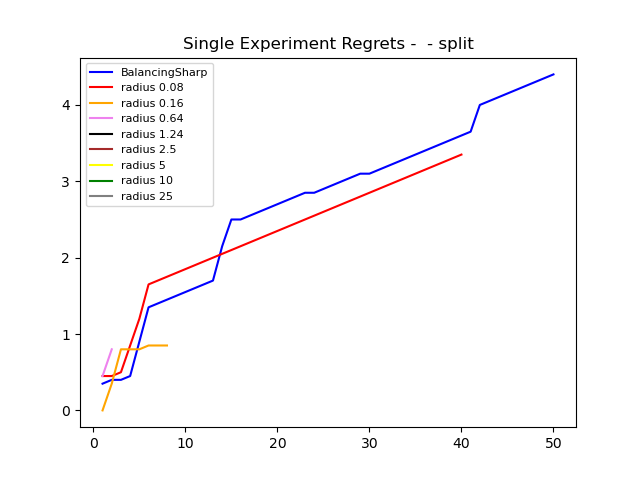 Single Experiment Regrets -  - split
BalancingSharp
radius 0.08
radius 0.16
radius 0.64
radius 1.24
radius 2.5
radius 5
radius 10
radius 25
4
3
2
1
0
0 10 20 30 40 50